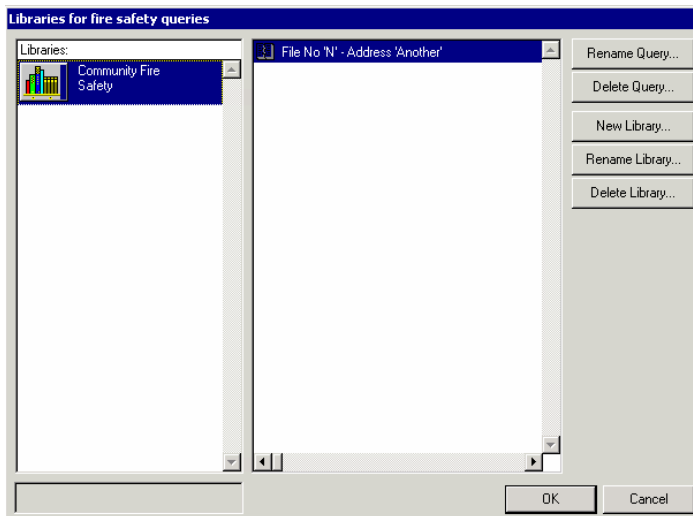 Libraries for fire safety queries
Libraries:
Community Fire
Safety
File No 'N' - Address 'Another'
Rename Query...
Delete Query...
New Library...
Rename Library...
Delete Library...
OK
Cancel